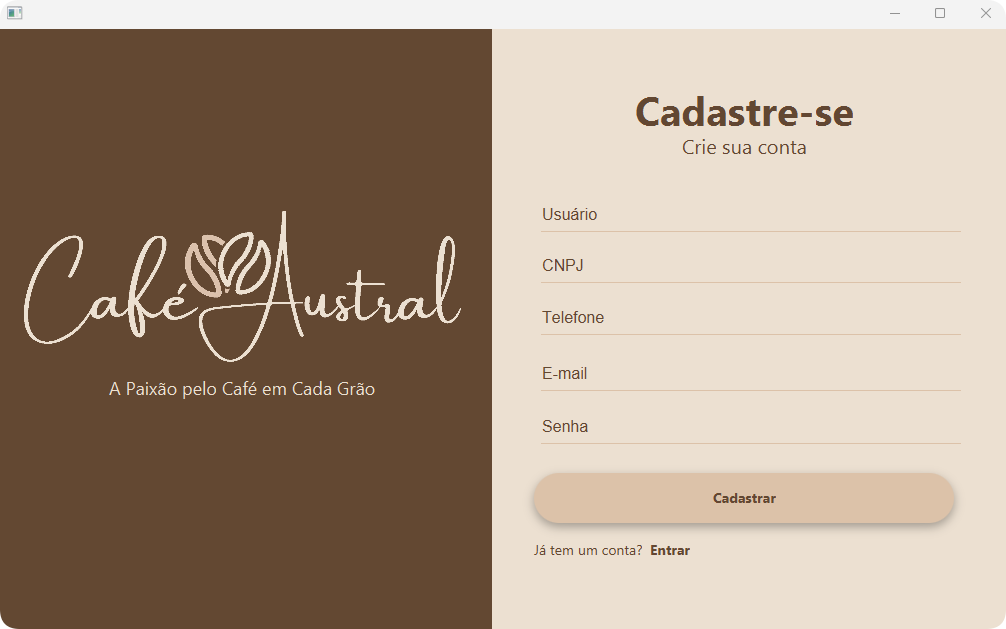 Café Austral
A Paixão pelo Café em Cada Grão
Cadastre-se
Crie sua conta
Usuário
CNPJ
Telefone
E-mail
Senha
Cadastrar
Já tem um conta? Entrar